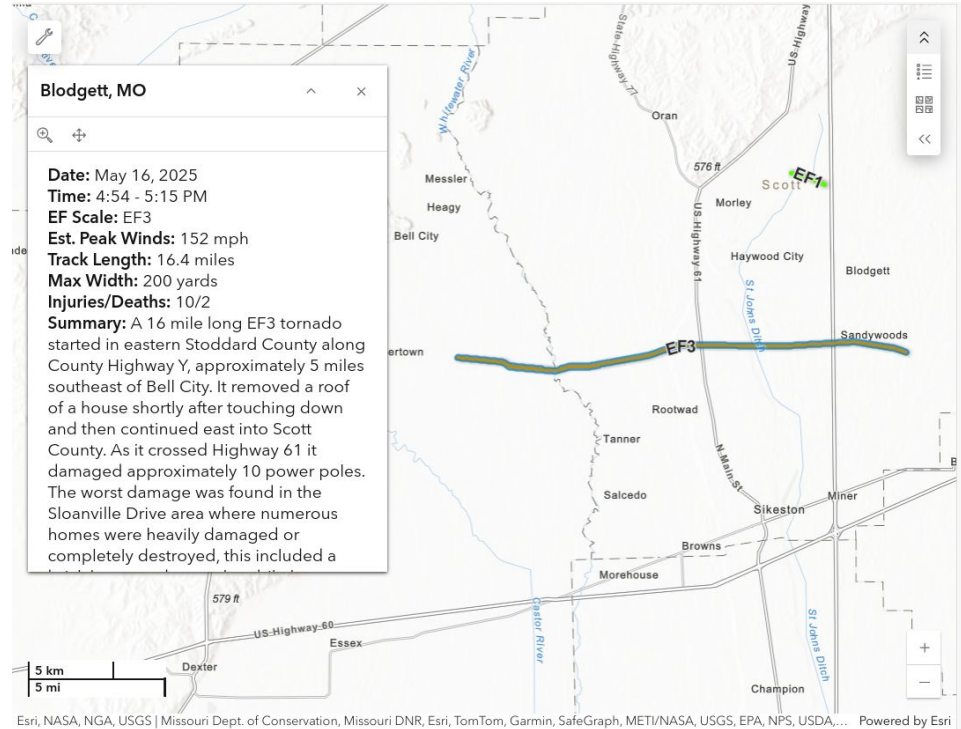 Blodgett, MO
Date: May 16, 2025
Time: 4:54 - 5:15 PM
EF Scale: EF3
Est. Peak Winds: 152 mph
Track Length: 16.4 miles
Max Width: 200 yards
Injuries/Deaths: 10/2
Summary: A 16 mile long EF3 tornado
started in eastern Stoddard County along
County Highway Y, approximately 5 miles
southeast of Bell City. It removed a roof
of a house shortly after touching down
and then continued east into Scott
County. As it crossed Highway 61 it
damaged approximately 10 power poles.
The worst damage was found in the
Sloanville Drive area where numerous
homes were heavily damaged or
completely destroyed, this included a
Whitewater River
State Highway 77
US Highway
Oran
576 ft
EF1
Scott
Messler
Morley
Heagy
Bell City
US Highway 61
Haywood City
Blodgett
St Johns Ditch
Sandywoods
ertown
EF3
Rootwad
Tanner
N Main St
Salcedo
Miner
Sikeston
Browns
Morehouse
579 ft
US Highway 60
Castor River
St Johns Ditch
Essex
Dexter
5 km
5 mi
Champion
Esri, NASA, NGA, USGS | Missouri Dept. of Conservation, Missouri DNR, Esri, TomTom, Garmin, SafeGraph, METI/NASA, USGS, EPA, NPS, USDA,... Powered by Esri